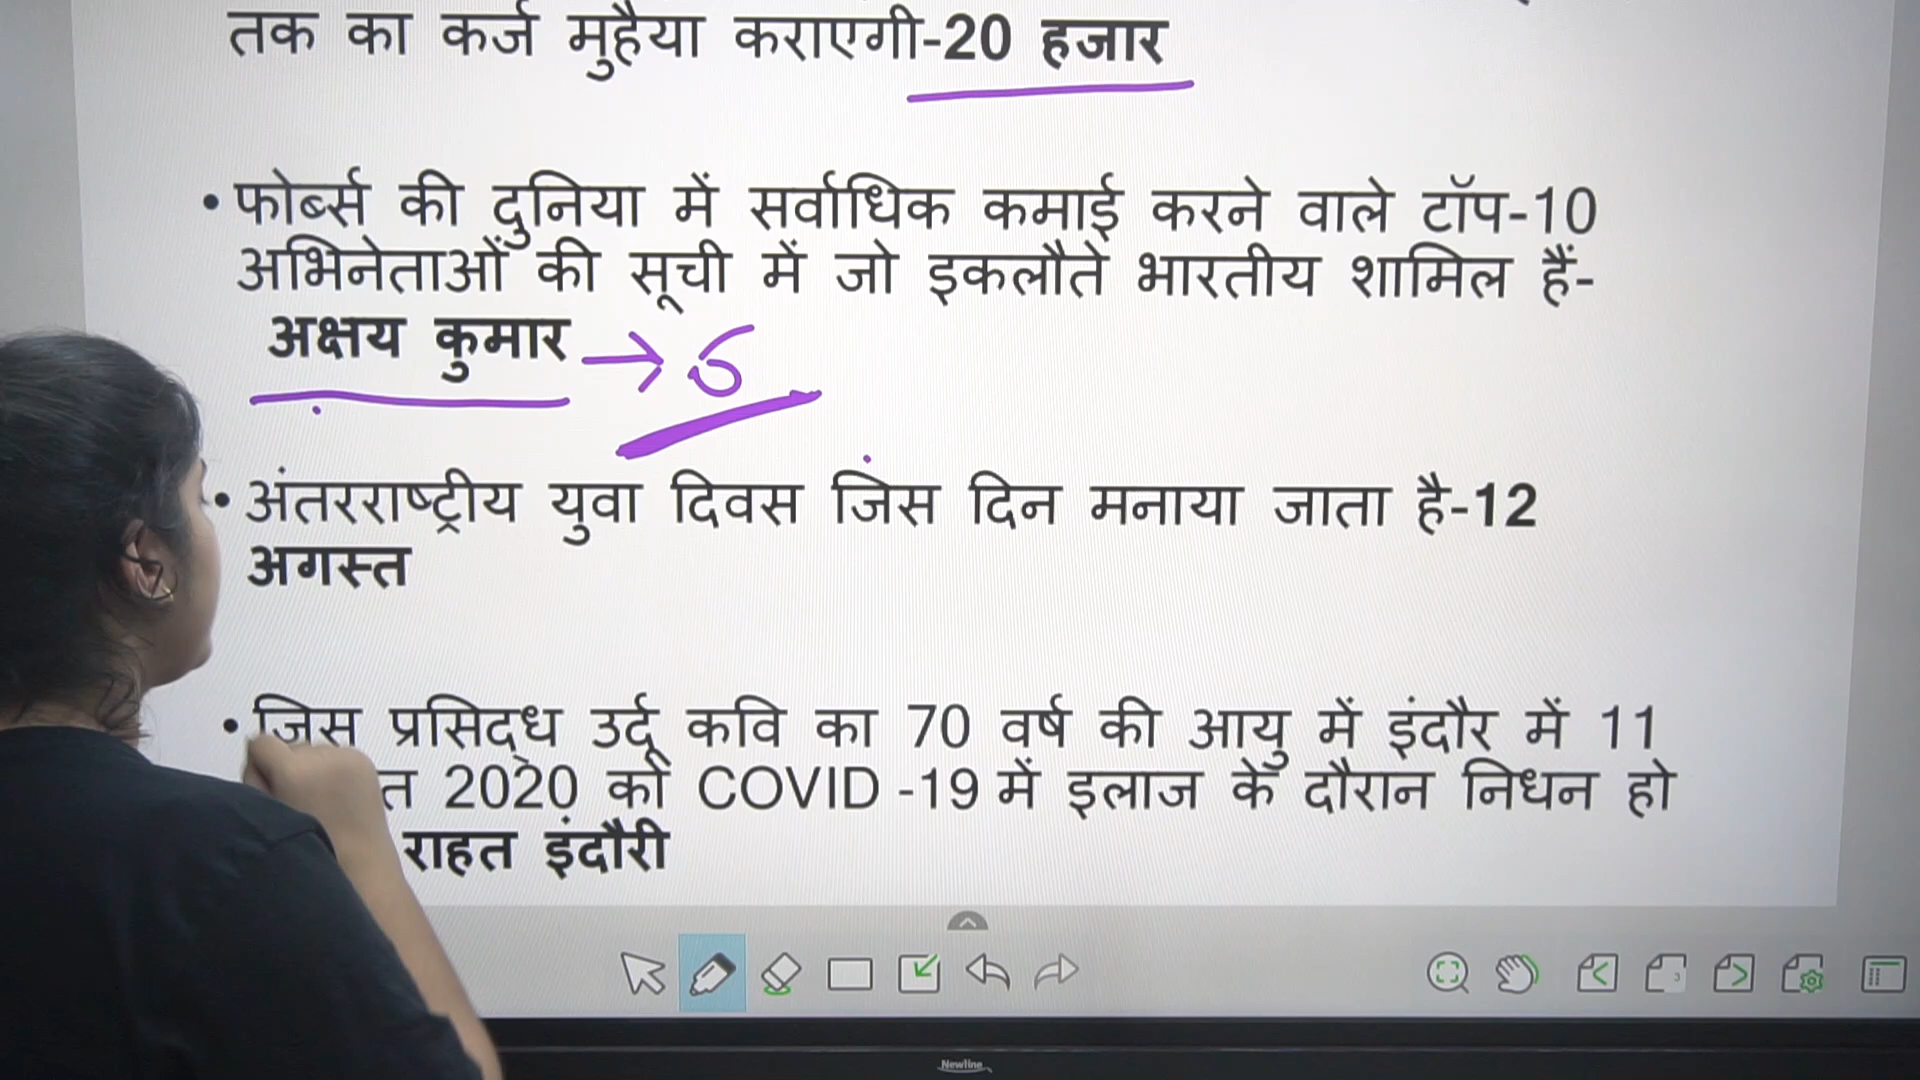 तक का कर्ज मुहैया कराएगी-20 हजार
• फोर्ब्स की दुनिया में सर्वाधिक कमाई करने वाले टॉप-10
अभिनेताओं की सूची में जो इकलौते भारतीय शामिल हैं-
अक्षय कुमार → 6
• अंतरराष्ट्रीय युवा दिवस जिस दिन मनाया जाता है-12
अगस्त
• जिस प्रसिद्ध उर्दू कवि का 70 वर्ष की आयु में इंदौर में 11
त 2020 को COVID -19 में इलाज के दौरान निधन हो
राहत इंदौरी
Newline